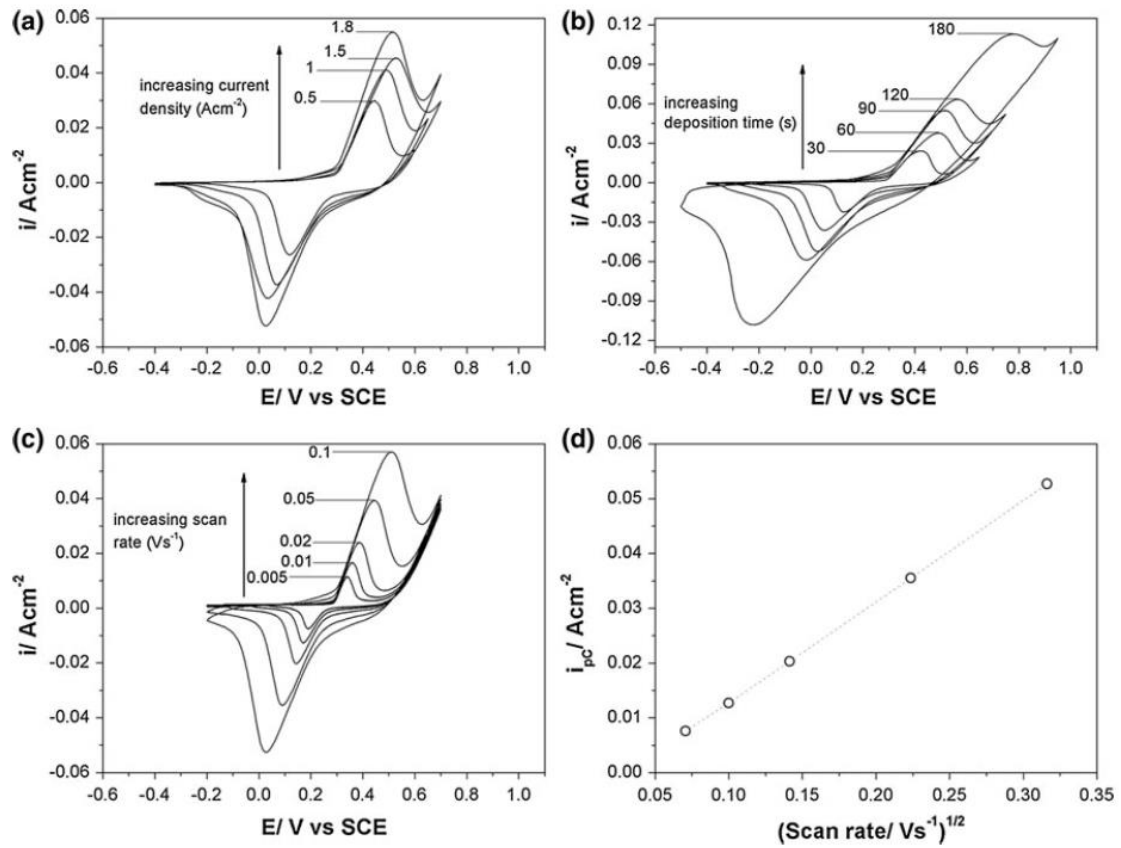 (a)
0.06
0.04
0.02
0.00
-0.02
-0.04
-0.06
i/ Acm-2
increasing current
density (Acm-2)
1.8
1.5
1
0.5
-0.6 -0.4 -0.2 0.0 0.2 0.4 0.6 0.8 1.0
E/ V vs SCE
(b)
0.12
0.09
0.06
0.03
0.00
-0.03
-0.06
-0.09
-0.12
i/ Acm-2
increasing
deposition time (s)
180
120
90
60
30
-0.6 -0.4 -0.2 0.0 0.2 0.4 0.6 0.8 1.0
E/ V vs SCE
(c)
0.06
0.04
0.02
0.00
-0.02
-0.04
-0.06
i/ Acm-2
increasing scan
rate (Vs-1)
0.1
0.05
0.02
0.01
0.005
-0.6 -0.4 -0.2 0.0 0.2 0.4 0.6 0.8 1.0
E/ V vs SCE
(d)
0.06
0.05
0.04
0.03
0.02
0.01
0.00
ipC/ Acm-2
0.05 0.10 0.15 0.20 0.25 0.30 0.35
(Scan rate/ Vs-1)1/2